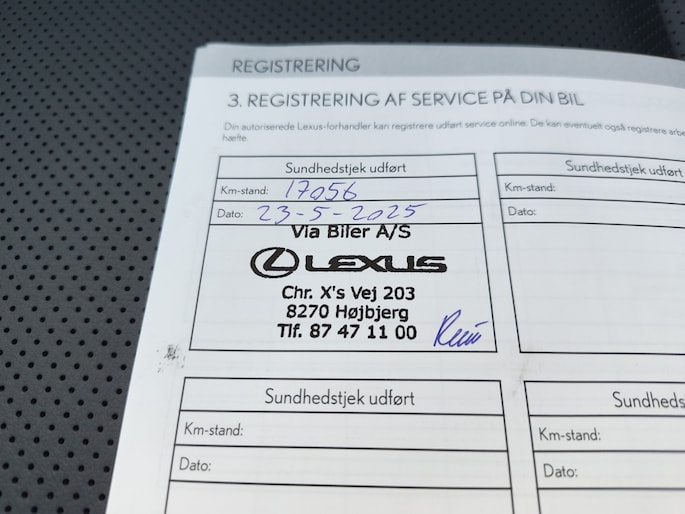 REGISTRERING
3. REGISTRERING AF SERVICE PÅ DIN BIL
Din autoriserede Lexus-forhandler kan registrere udført service online. De kan eventuelt også registrere
hæfte.
Sundhedstjek udført
Km-stand: 17056
Dato: 23-5-2025
Via Biler A/S
LEXUS
Chr. X's Vej 203
8270 Højbjerg
Tlf. 87 47 11 00
Sundhedstjek udført
Km-stand:
Dato:
Sundhedstjek udført
Km-stand:
Dato:
Sundheds
Km-stand:
Dato: